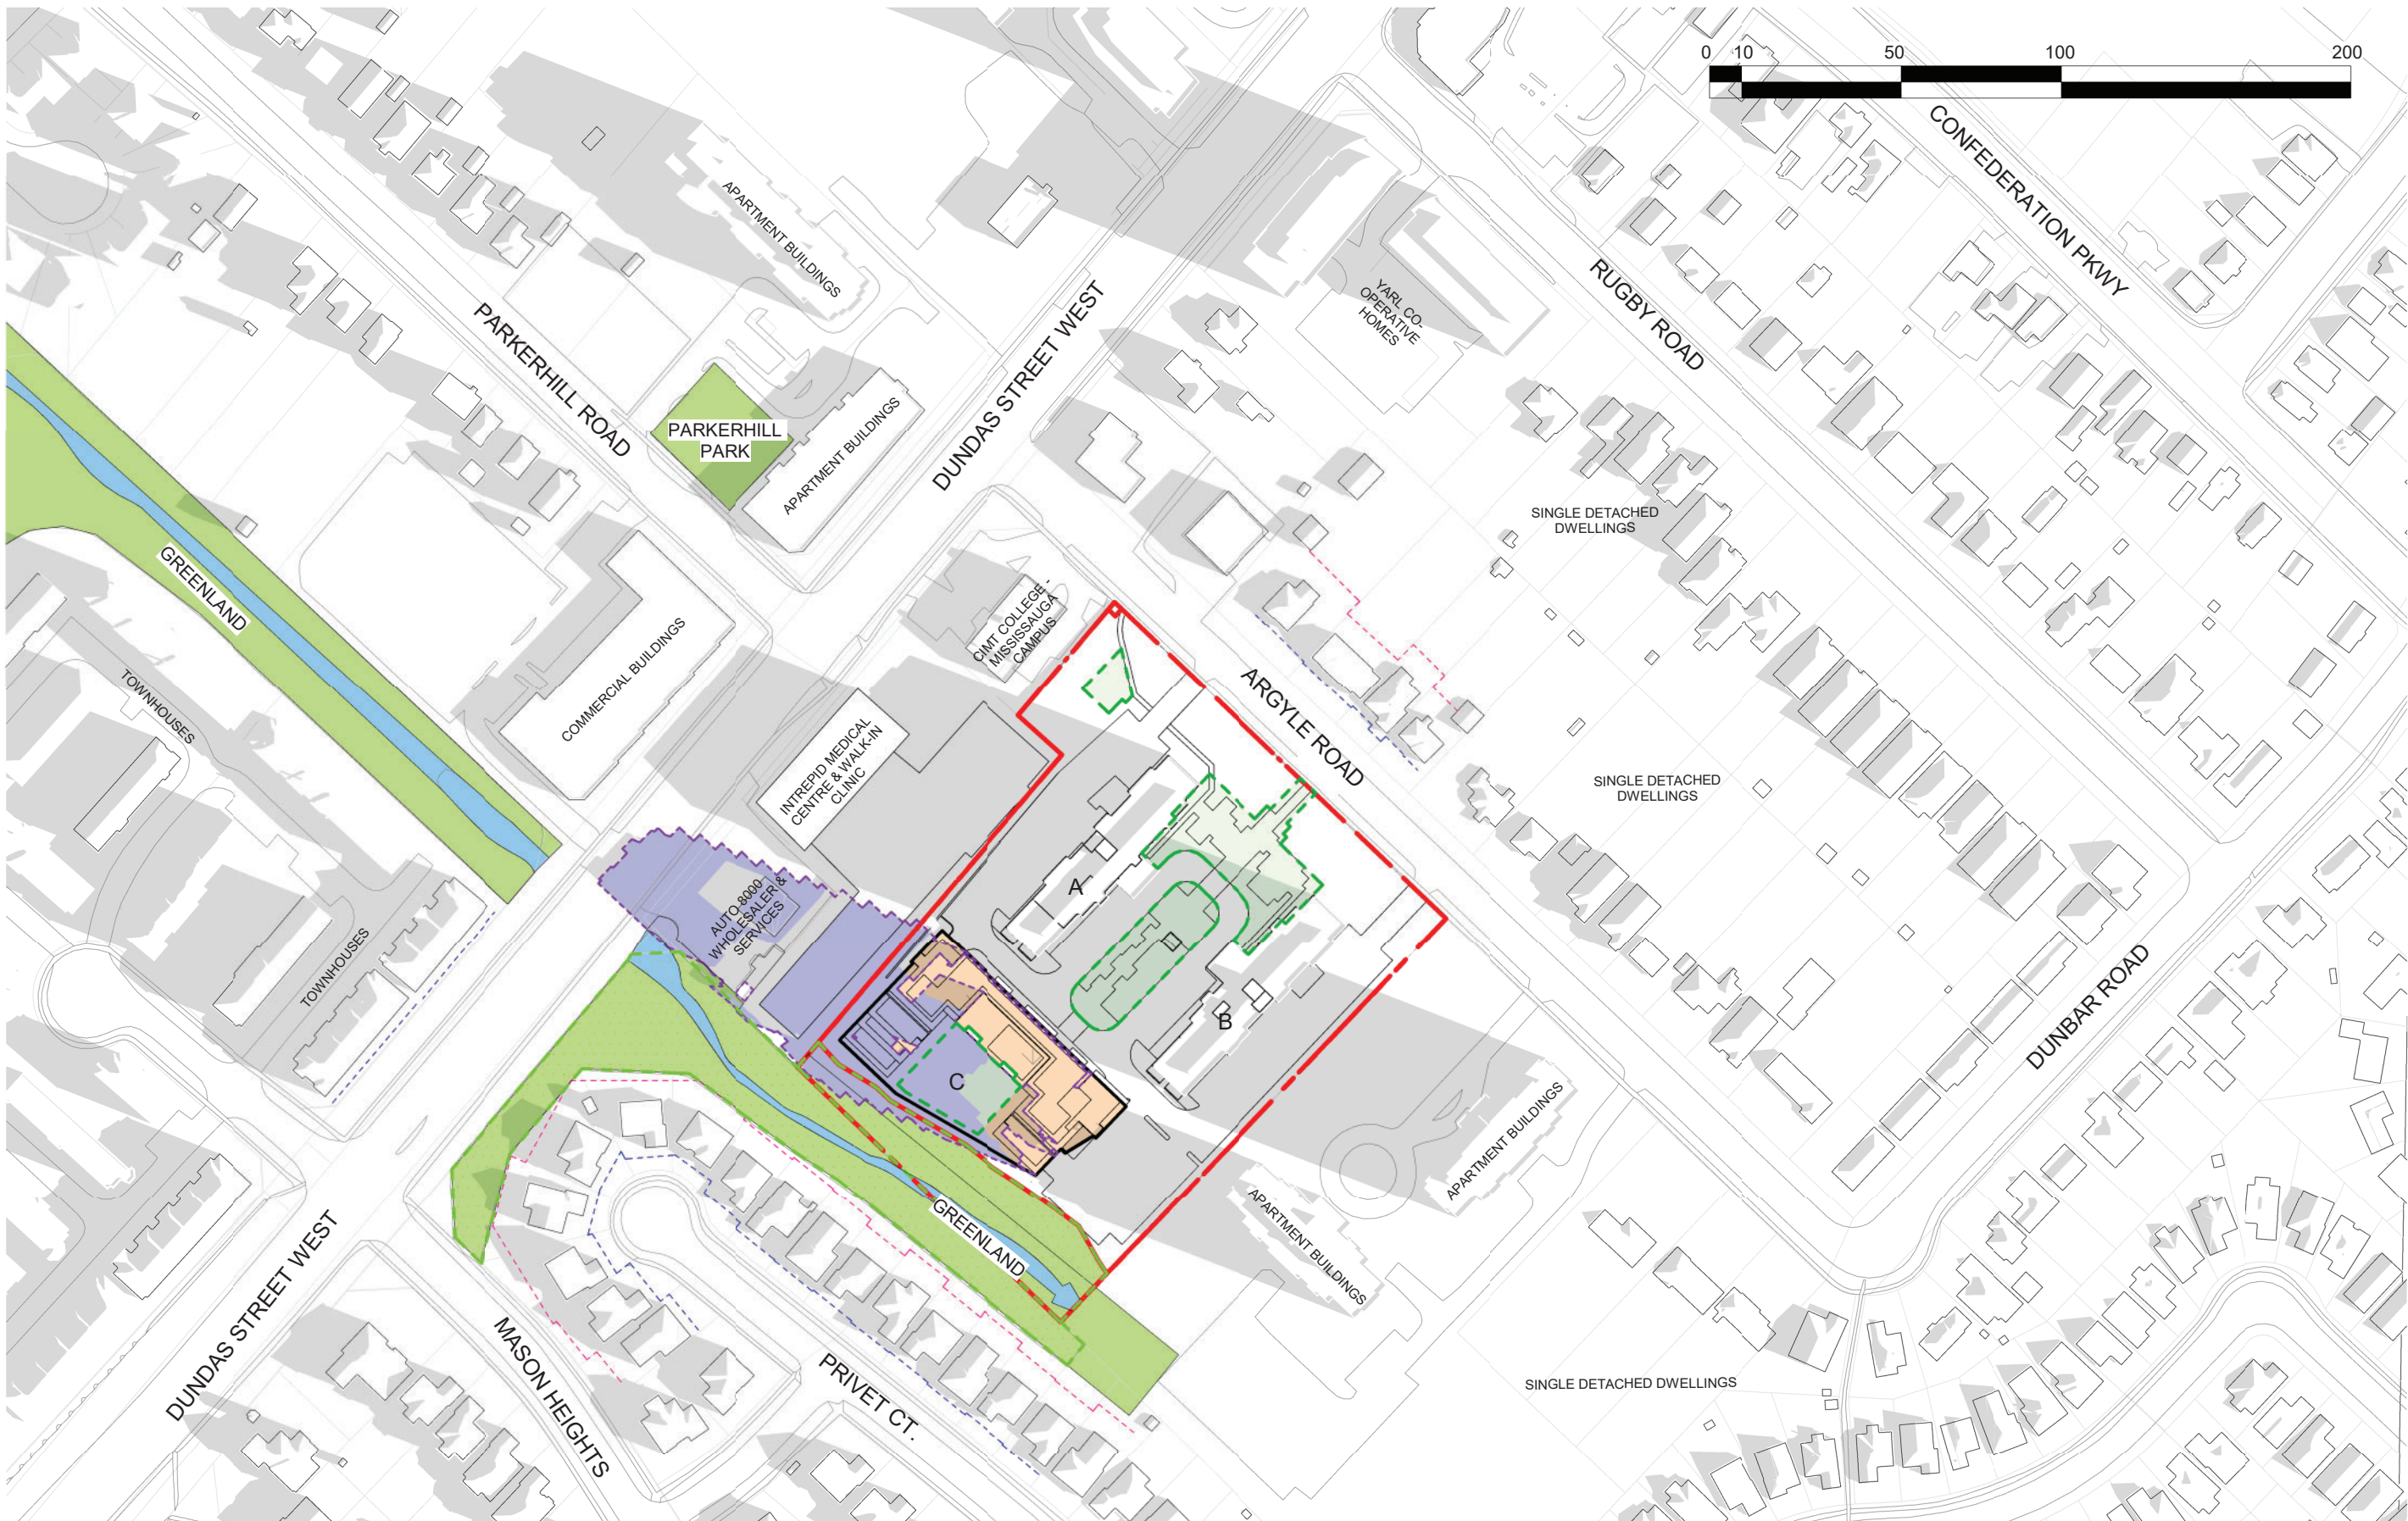 0 10 50 100 200
CONFEDERATION PKWY
APARTMENT BUILDINGS
YARL CO-
OPERATIVE
HOMES
RUGBY ROAD
PARKERHILL ROAD
DUNDAS STREET WEST
PARKERHILL
PARK
APARTMENT BUILDINGS
SINGLE DETACHED
DWELLINGS
GREENLAND
CIMT COLLEGE -
MISSISSAUGA
CAMPUS
COMMERCIAL BUILDINGS
TOWNHOUSES
ARGYLE ROAD
INTREPID MEDICAL
CENTRE & WALK-IN
CLINIC
SINGLE DETACHED
DWELLINGS
A
AUTO-8000
WHOLESALER &
SERVICES
TOWNHOUSES
B
DUNBAR ROAD
C
APARTMENT BUILDINGS
APARTMENT BUILDINGS
GREENLAND
DUNDAS STREET WEST
MASON HEIGHTS
PRIVET CT.
SINGLE DETACHED DWELLINGS